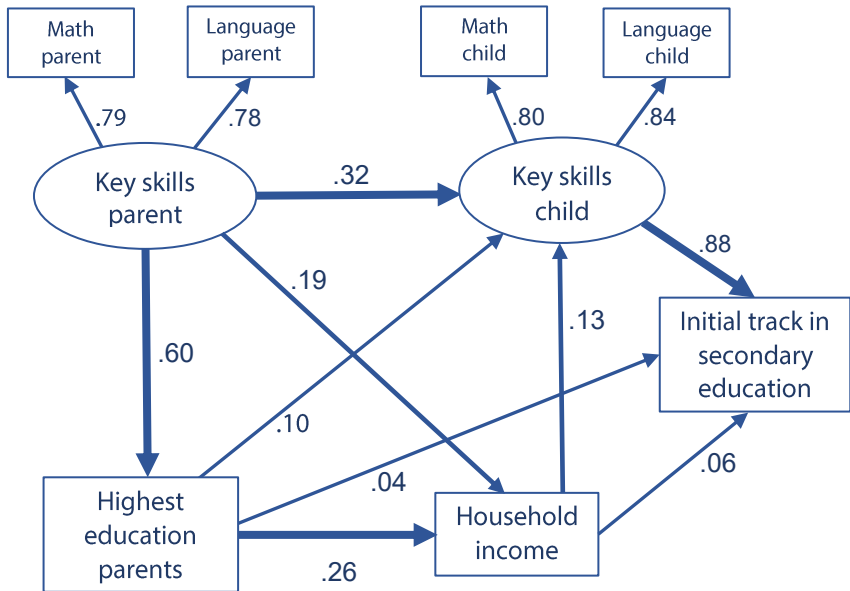 Math
parent
Language
parent
Math
child
Language
child
.79
.78
.80
.84
Key skills
parent
.32
Key skills
child
.88
.19
.60
.13
Initial track in
secondary
education
.10
.04
.06
Highest
education
parents
.26
Household
income